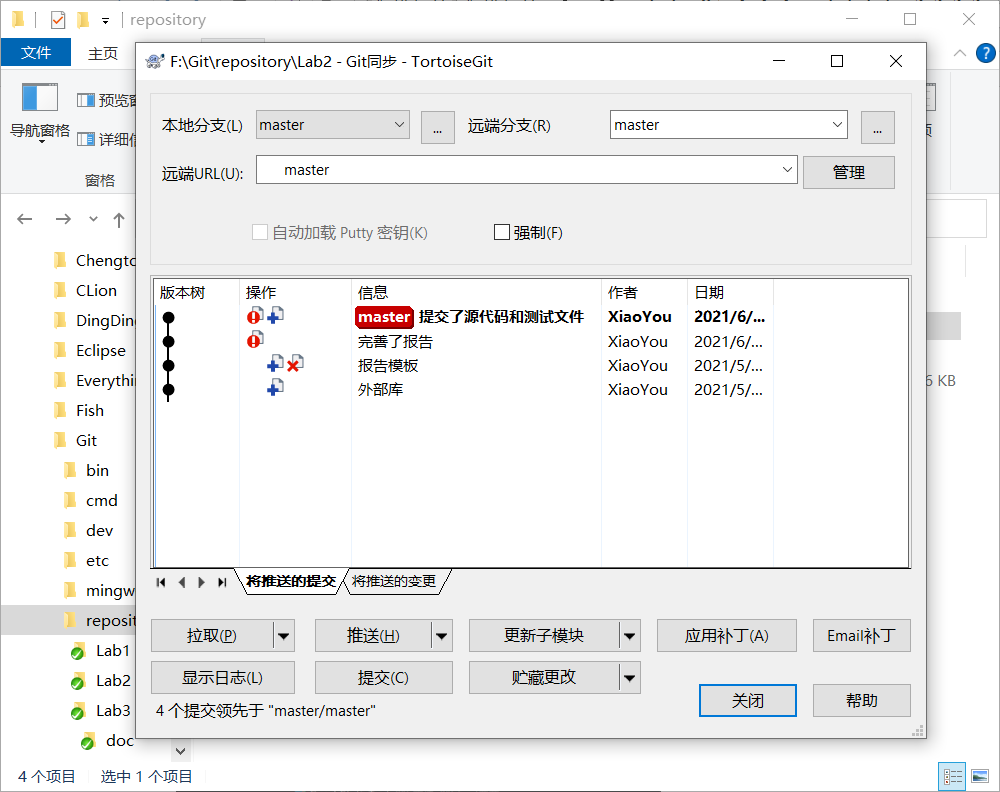 repository
文件
主页
F:\Git\repository\Lab2 - Git同步 - TortoiseGit
预览窗
导航窗格
详细信
窗格
本地分支(L)
master
...
远端分支(R)
master
...
远端URL(U):
master
管理
自动加载 Putty 密钥(K)
强制(F)
版本树 操作 信息 作者 日期
master 提交了源代码和测试文件 XiaoYou 2021/6/...
完善了报告 XiaoYou 2021/6/...
报告模板 XiaoYou 2021/5/...
外部库 XiaoYou 2021/5/...
将推送的提交 将推送的变更
拉取(P) 推送(H) 更新子模块 应用补丁(A) Email补丁
显示日志(L) 提交(C) 贮藏更改
关闭 帮助
4 个提交领先于 "master/master"
Chengto
CLion
DingDin
Eclipse
Everythi
Fish
Git
bin
cmd
dev
etc
mingw
reposit
Lab1
Lab2
Lab3
doc
6 KB
4 个项目 选中 1 个项目